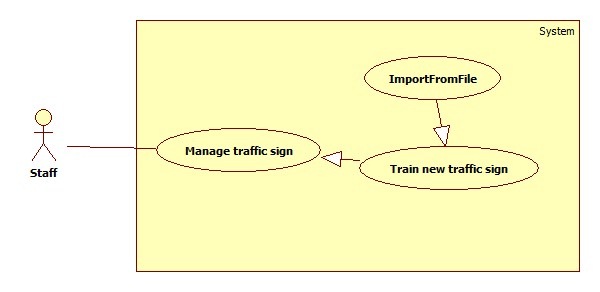 System
ImportFromFile
Manage traffic sign
Train new traffic sign
Staff